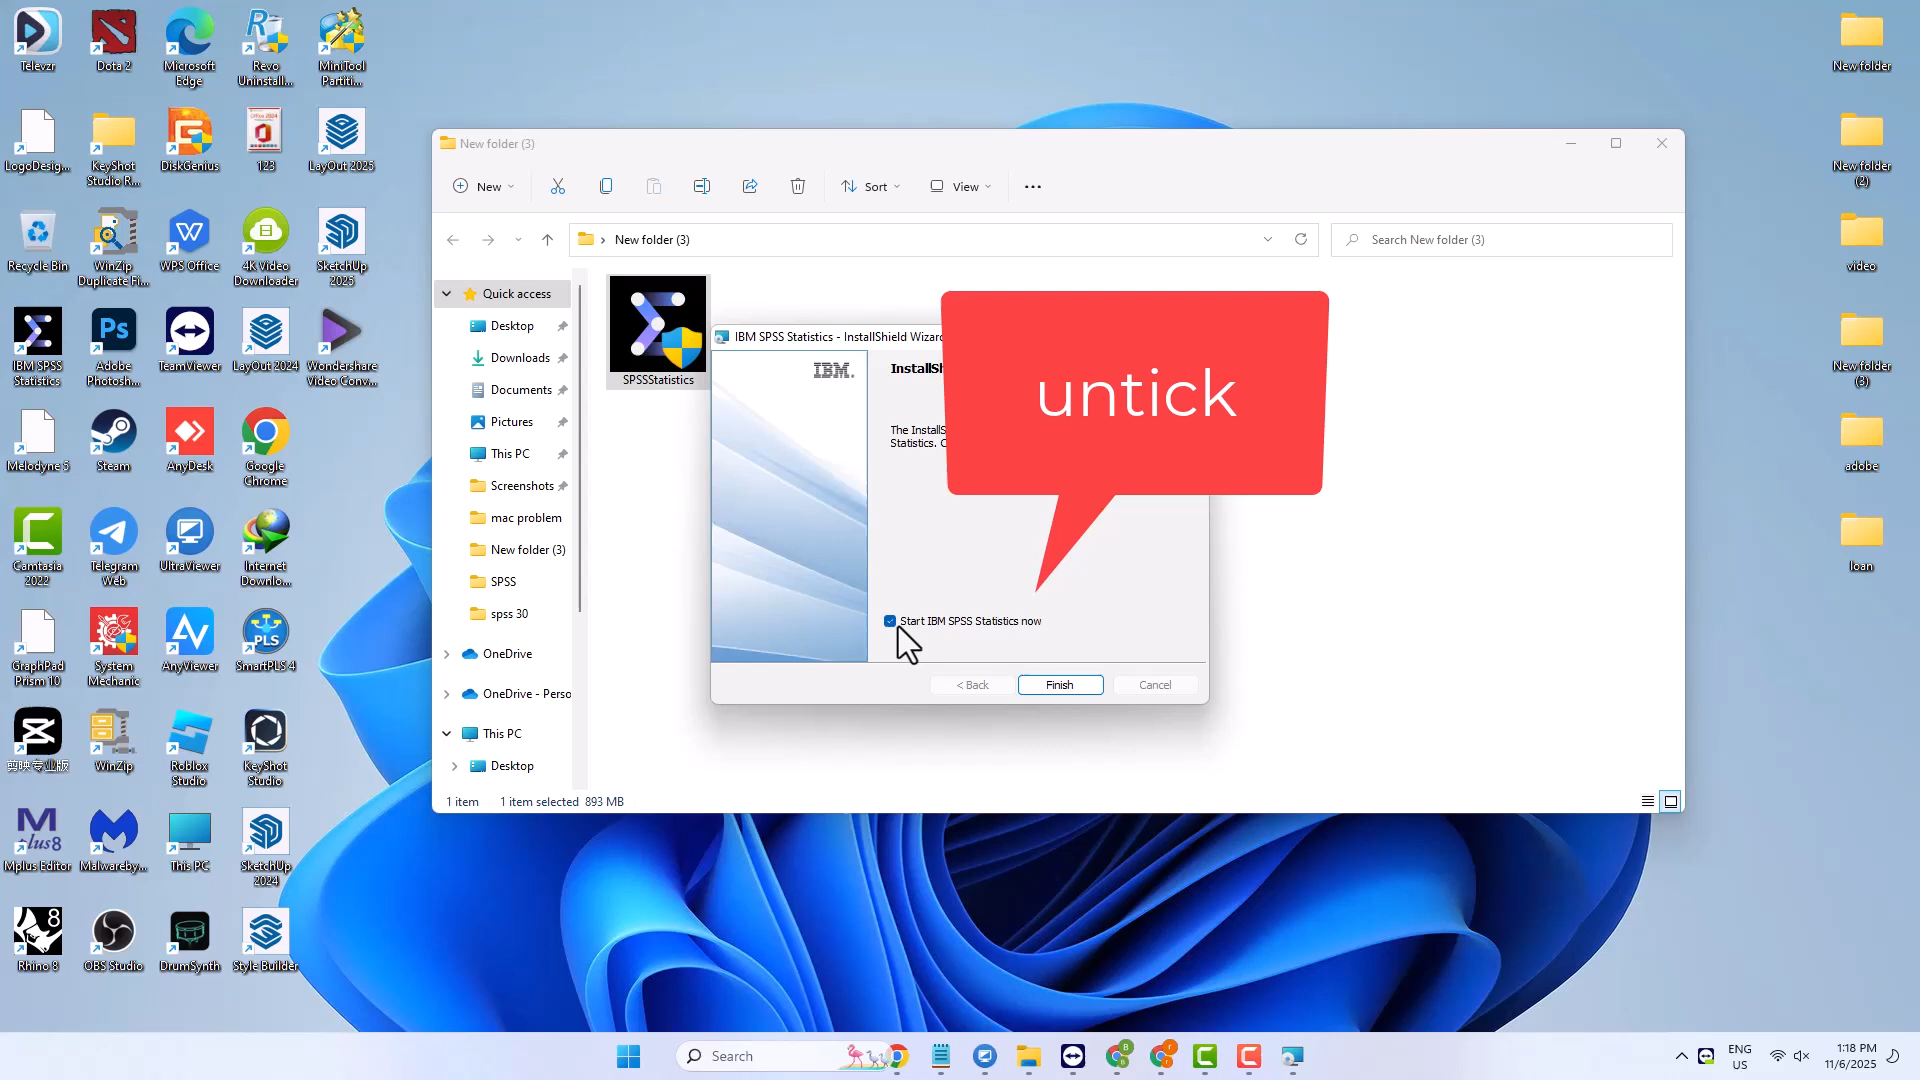 Televzr
Dota 2
Microsoft
Edge
Revo
Uninstall...
MiniTool
Partiti...
LogoDesig...
KeyShot
Studio R...
DiskGenius
Office 2024
123
LayOut 2025
Recycle Bin
WinZip
Duplicate Fi...
WPS Office
4K Video
Downloader
SketchUp
2025
IBM SPSS
Statistics
Ps
Adobe
Photosh...
TeamViewer
LayOut 2024
Wondershare
Video Conv...
Melodyne 5
Steam
AnyDesk
Google
Chrome
Camtasia
2022
Telegram
Web
UltraViewer
Internet
Downlo...
GraphPad
Prism 10
System
Mechanic
AnyViewer
PLS
SmartPLS 4
剪映专业版
WinZip
Roblox
Studio
KeyShot
Studio
M
plus8
Mplus Editor
Malwareby...
This PC
SketchUp
2024
8
Rhino 8
OBS Studio
DrumSynth
Style Builder
New folder (3)
New
Sort
View
New folder (3)
Search New folder (3)
Quick access
Desktop
Downloads
Documents
Pictures
This PC
Screenshots
mac problem
New folder (3)
SPSS
spss 30
OneDrive
OneDrive - Perso
This PC
Desktop
1 item
1 item selected 893 MB
SPSSStatistics
IBM SPSS Statistics - InstallShield Wizard
IBM.
InstallSh
The InstallS
Statistics. C
untick
Start IBM SPSS Statistics now
< Back
Finish
Cancel
New folder
New folder
(2)
video
New folder
(3)
adobe
loan
Search
ENG
US
1:18 PM
11/6/2025